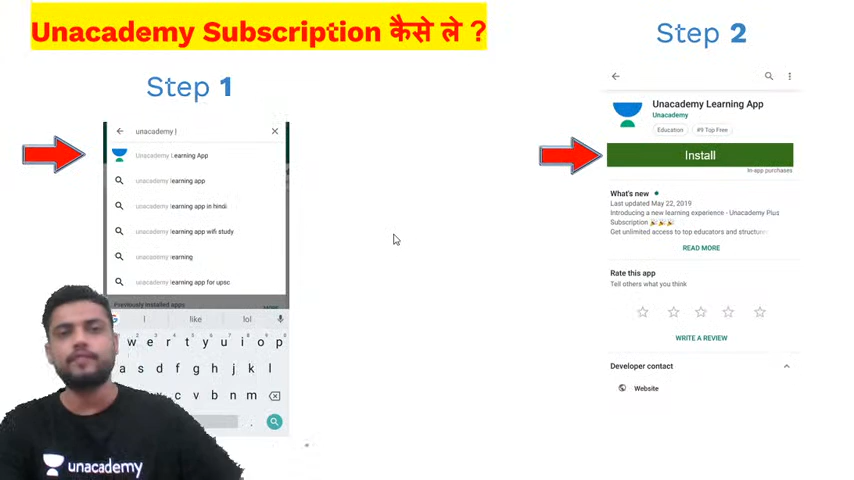 Unacademy Subscription कैसे ले ?
Step 1
unacademy
Unacademy Learning App
unacademy learning app
unacademy learning app in hindi
unacademy learning app wifi study
unacademy learning
unacademy learning app for upsc
Previously installed apps
MORE
I like lol
w e r t y u i o p
a s d f g h j k l
c v b n m
unacademy
Step 2
Unacademy Learning App
Unacademy
Education #9 Top Free
Install
In-app purchases
What's new
Last updated May 22, 2019
Introducing a new learning experience - Unacademy Plus
Subscription 🎉🎉🎉
Get unlimited access to top educators and structure
READ MORE
Rate this app
Tell others what you think
WRITE A REVIEW
Developer contact
Website